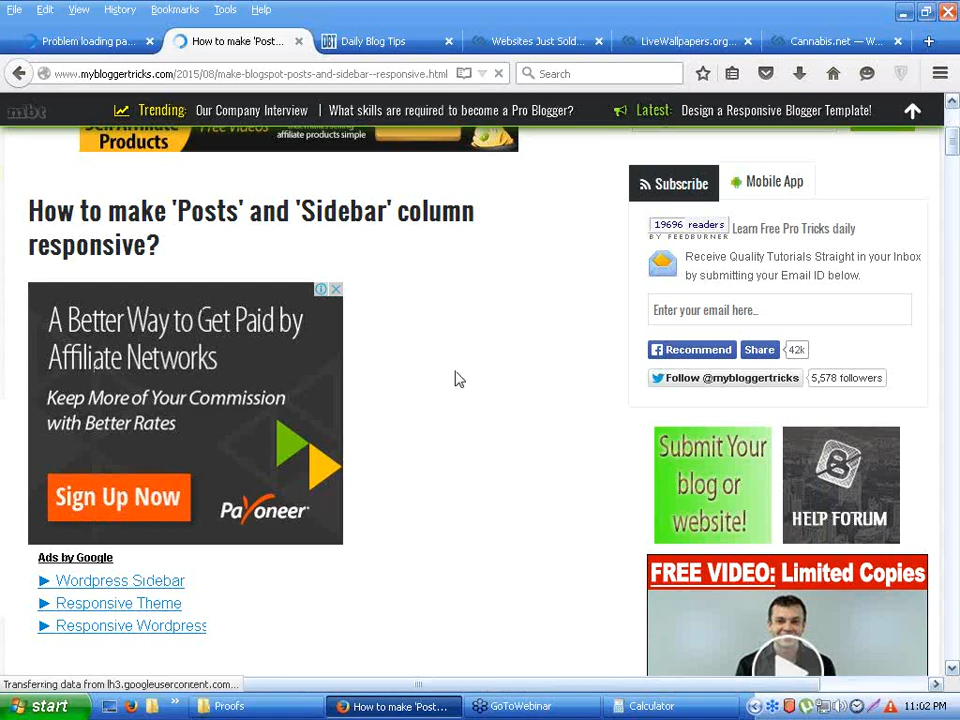 File Edit View History Bookmarks Tools Help
Problem loading pa... How to make 'Post... Daily Blog Tips Websites Just Sold... LiveWallpapers.org... Cannabis.net — W...
www.mybloggertricks.com/2015/08/make-blogspot-posts-and-sidebar--responsive.html Search
mbt Trending: Our Company Interview | What skills are required to become a Pro Blogger? Latest: Design a Responsive Blogger Template!
Sell Affiliate Free Videos affiliate products simple
Products
How to make 'Posts' and 'Sidebar' column
responsive?
A Better Way to Get Paid by
Affiliate Networks
Keep More of Your Commission
with Better Rates
Sign Up Now
Payoneer
Ads by Google
► Wordpress Sidebar
► Responsive Theme
► Responsive Wordpress
Subscribe Mobile App
19696 readers
BY FEEDBURNER
Learn Free Pro Tricks daily
Receive Quality Tutorials Straight in your Inbox
by submitting your Email ID below.
Enter your email here...
Recommend Share 42k
Follow @mybloggertricks 5,578 followers
Submit Your
blog or
website!
HELP FORUM
FREE VIDEO: Limited Copies
Transferring data from lh3.googleusercontent.com...
start Proofs How to make 'Post... GoToWebinar Calculator 11:02 PM